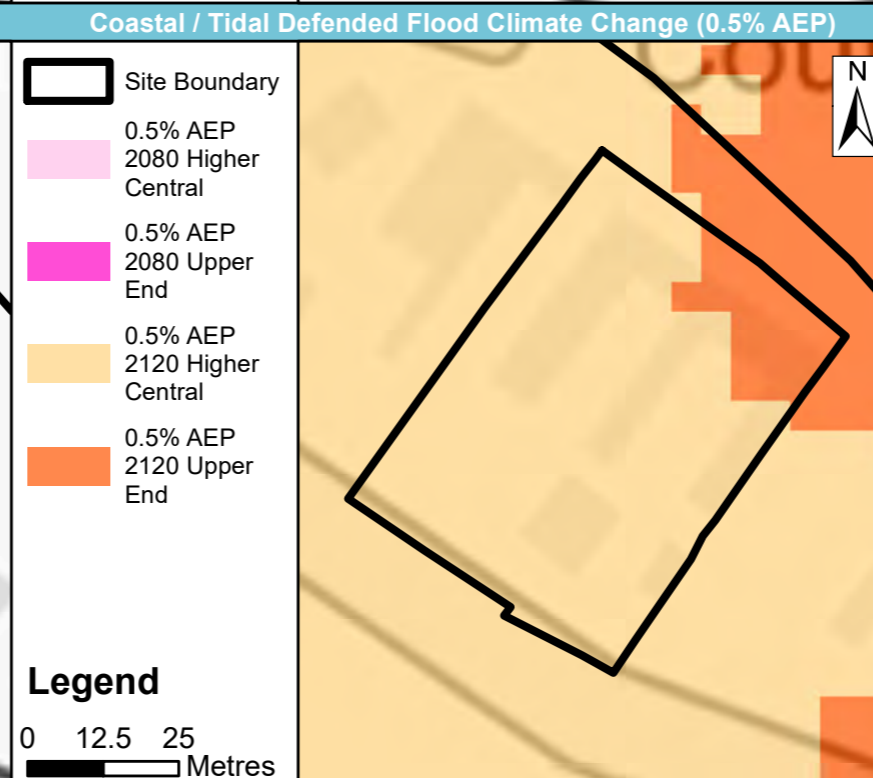 Coastal / Tidal Defended Flood Climate Change (0.5% AEP)
Site Boundary
0.5% AEP
2080 Higher
Central
0.5% AEP
2080 Upper
End
0.5% AEP
2120 Higher
Central
0.5% AEP
2120 Upper
End
Legend
0 12.5 25
Metres
N